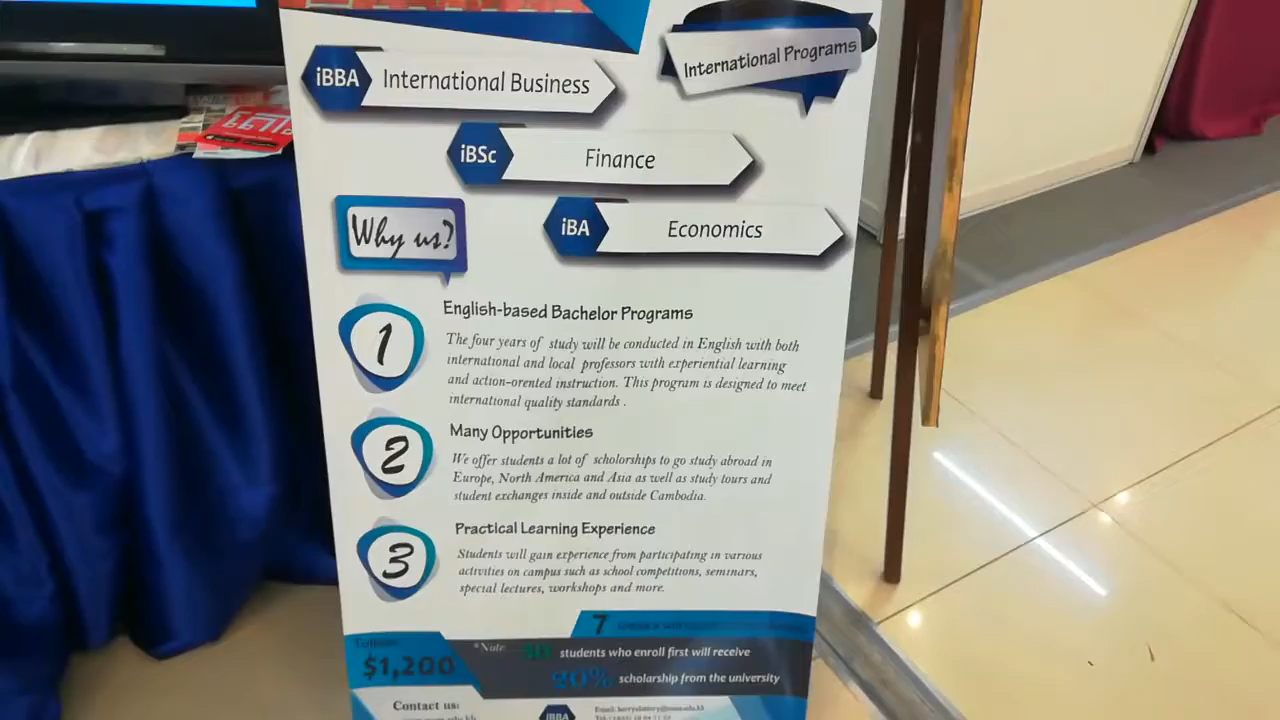 International Programs
iBBA International Business
iBSc Finance
iBA Economics
Why us?
1
English-based Bachelor Programs
The four years of study will be conducted in English with both
international and local professors with experiential learning
and action-orented instruction. This program is designed to meet
international quality standards .
2
Many Opportunities
We offer students a lot of scholorships to go study abroad in
Europe, North America and Asia as well as study tours and
student exchanges inside and outside Cambodia.
3
Practical Learning Experience
Students will gain experience from participating in various
activities on campus such as school competitions, seminars,
special lectures, workshops and more.
7
Tuition
$1,200
*Note 50 students who enroll first will receive
20% scholarship from the university
Contact us:
iBBA